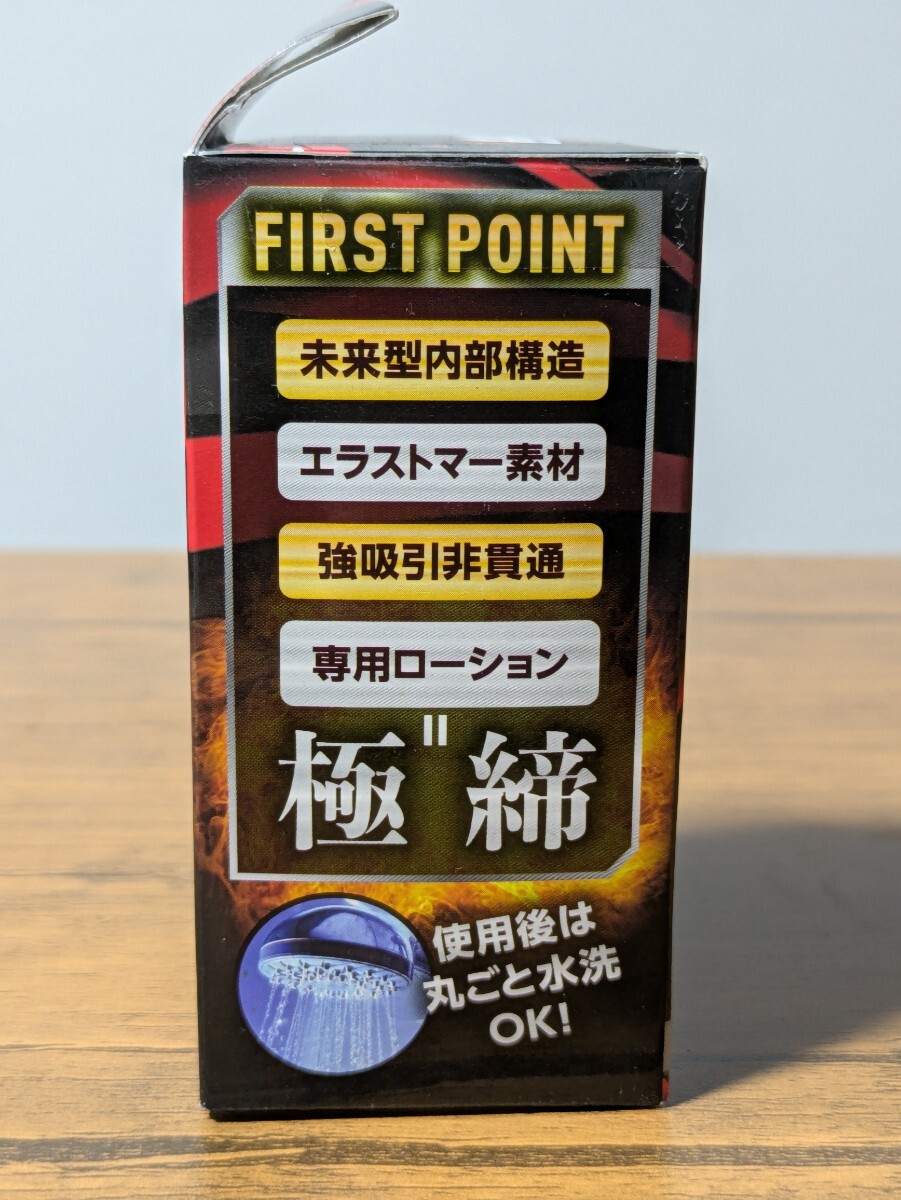 FIRST POINT
未来型内部構造
エラストマー素材
強吸引非貫通
専用ローション
=
極 締
使用後は
丸ごと水洗
OK!